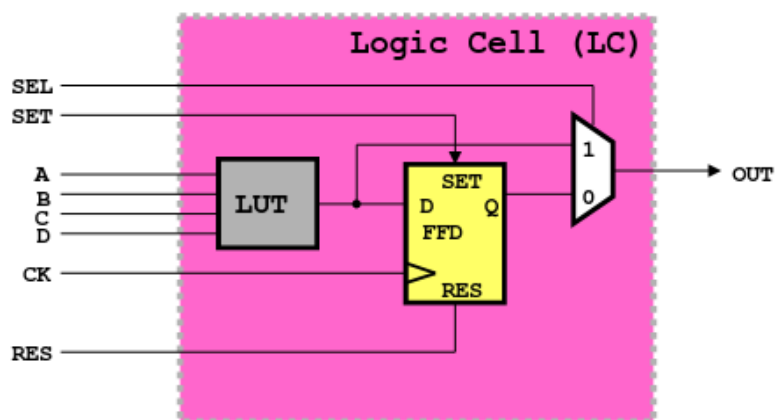 Logic Cell (LC)
SEL
SET
A
B
C
D
CK
RES
LUT
SET
D Q
FFD
RES
1
0
OUT